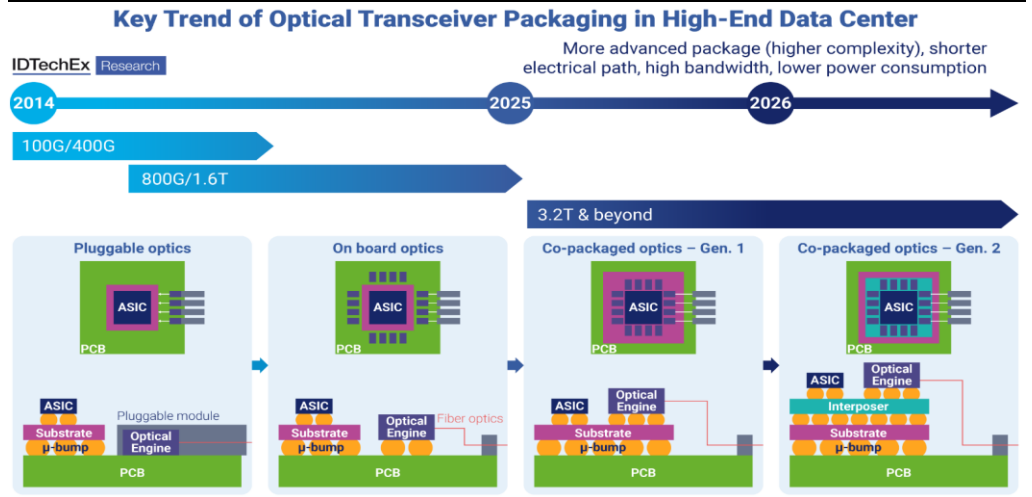 Key Trend of Optical Transceiver Packaging in High-End Data Center
IDTechEx Research
More advanced package (higher complexity), shorter
electrical path, high bandwidth, lower power consumption
2014
2025
2026
100G/400G
800G/1.6T
3.2T & beyond
Pluggable optics
ASIC
PCB
ASIC
Pluggable module
Substrate
Optical
Engine
μ-bump
PCB
On board optics
ASIC
PCB
ASIC
Substrate
Optical
Engine
Fiber optics
μ-bump
PCB
Co-packaged optics – Gen. 1
ASIC
PCB
ASIC
Optical
Engine
Substrate
μ-bump
PCB
Co-packaged optics – Gen. 2
ASIC
PCB
ASIC
Optical
Engine
Interposer
Substrate
μ-bump
PCB